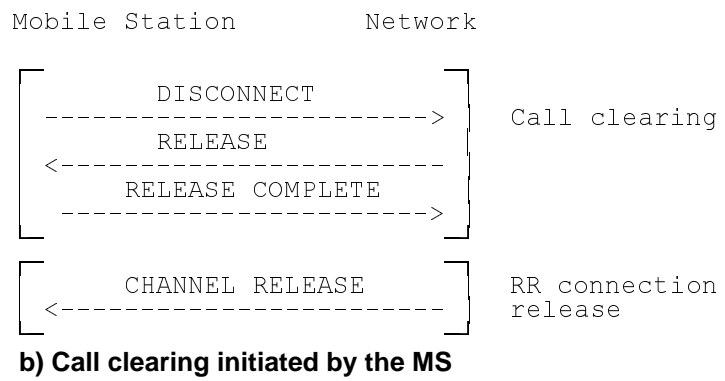 Mobile Station Network
DISCONNECT
-----------------------> Call clearing
RELEASE
<-----------------------
RELEASE COMPLETE
----------------------->
CHANNEL RELEASE RR connection
<----------------------- release
b) Call clearing initiated by the MS